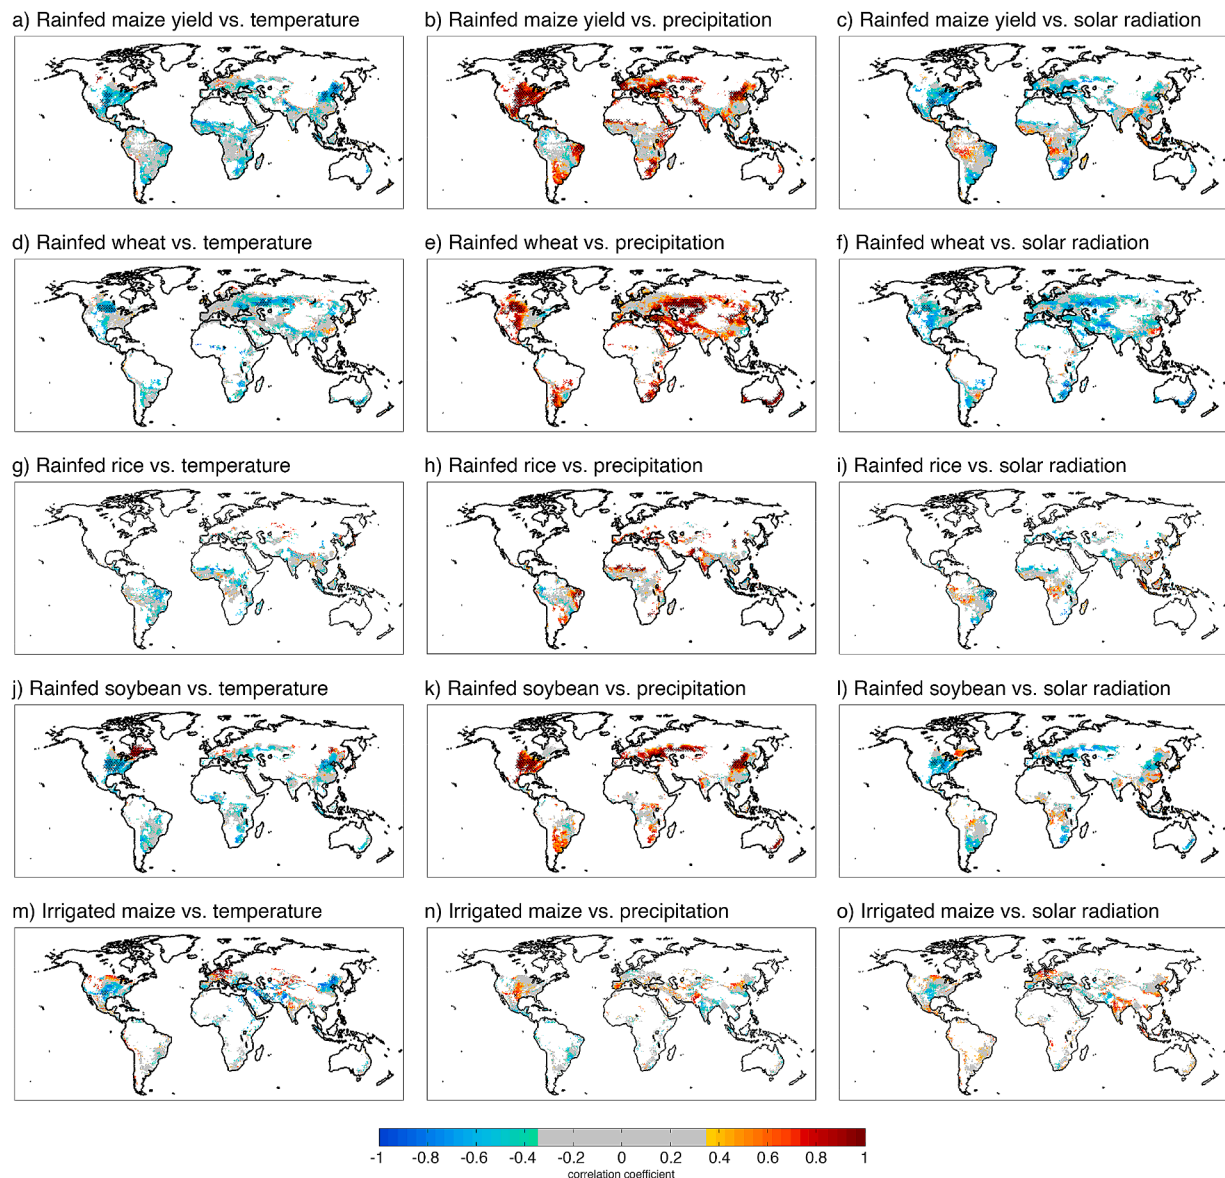 a) Rainfed maize yield vs. temperature
b) Rainfed maize yield vs. precipitation
c) Rainfed maize yield vs. solar radiation
d) Rainfed wheat vs. temperature
e) Rainfed wheat vs. precipitation
f) Rainfed wheat vs. solar radiation
g) Rainfed rice vs. temperature
h) Rainfed rice vs. precipitation
i) Rainfed rice vs. solar radiation
j) Rainfed soybean vs. temperature
k) Rainfed soybean vs. precipitation
l) Rainfed soybean vs. solar radiation
m) Irrigated maize vs. temperature
n) Irrigated maize vs. precipitation
o) Irrigated maize vs. solar radiation
-1 -0.8 -0.6 -0.4 -0.2 0 0.2 0.4 0.6 0.8 1
correlation coefficient